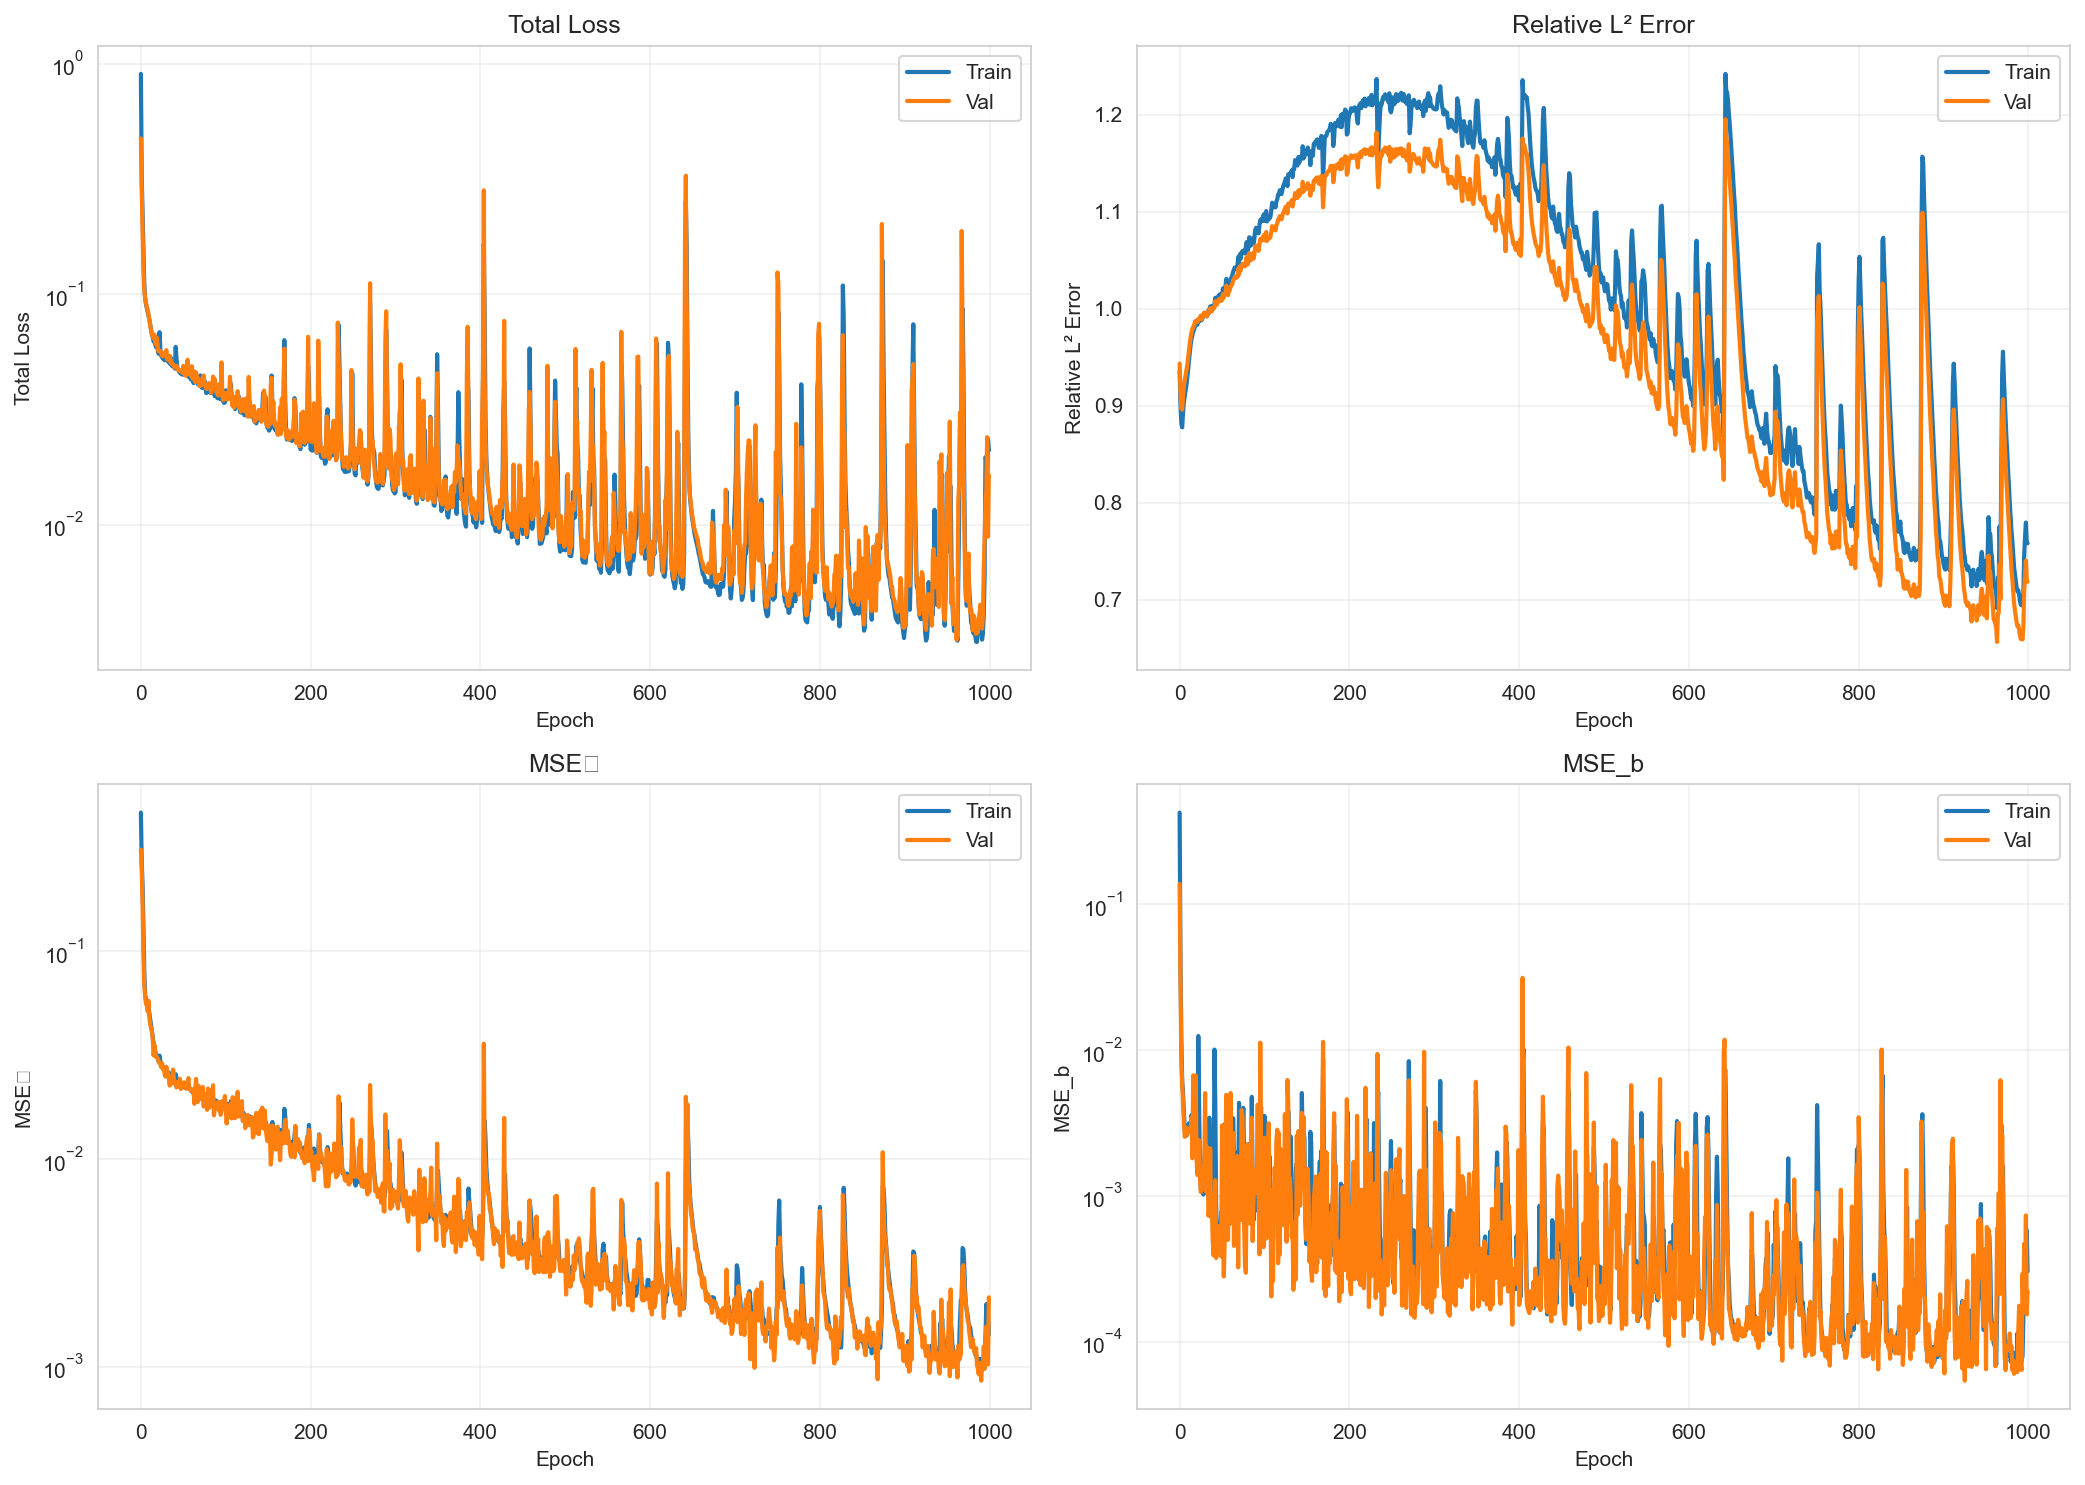 Total Loss
Total Loss
10⁰
10⁻¹
10⁻²
0 200 400 600 800 1000
Epoch
Train
Val
Relative L² Error
Relative L² Error
1.2
1.1
1.0
0.9
0.8
0.7
0 200 400 600 800 1000
Epoch
Train
Val
MSE□
MSE□
10⁻¹
10⁻²
10⁻³
0 200 400 600 800 1000
Epoch
Train
Val
MSE_b
MSE_b
10⁻¹
10⁻²
10⁻³
10⁻⁴
0 200 400 600 800 1000
Epoch
Train
Val